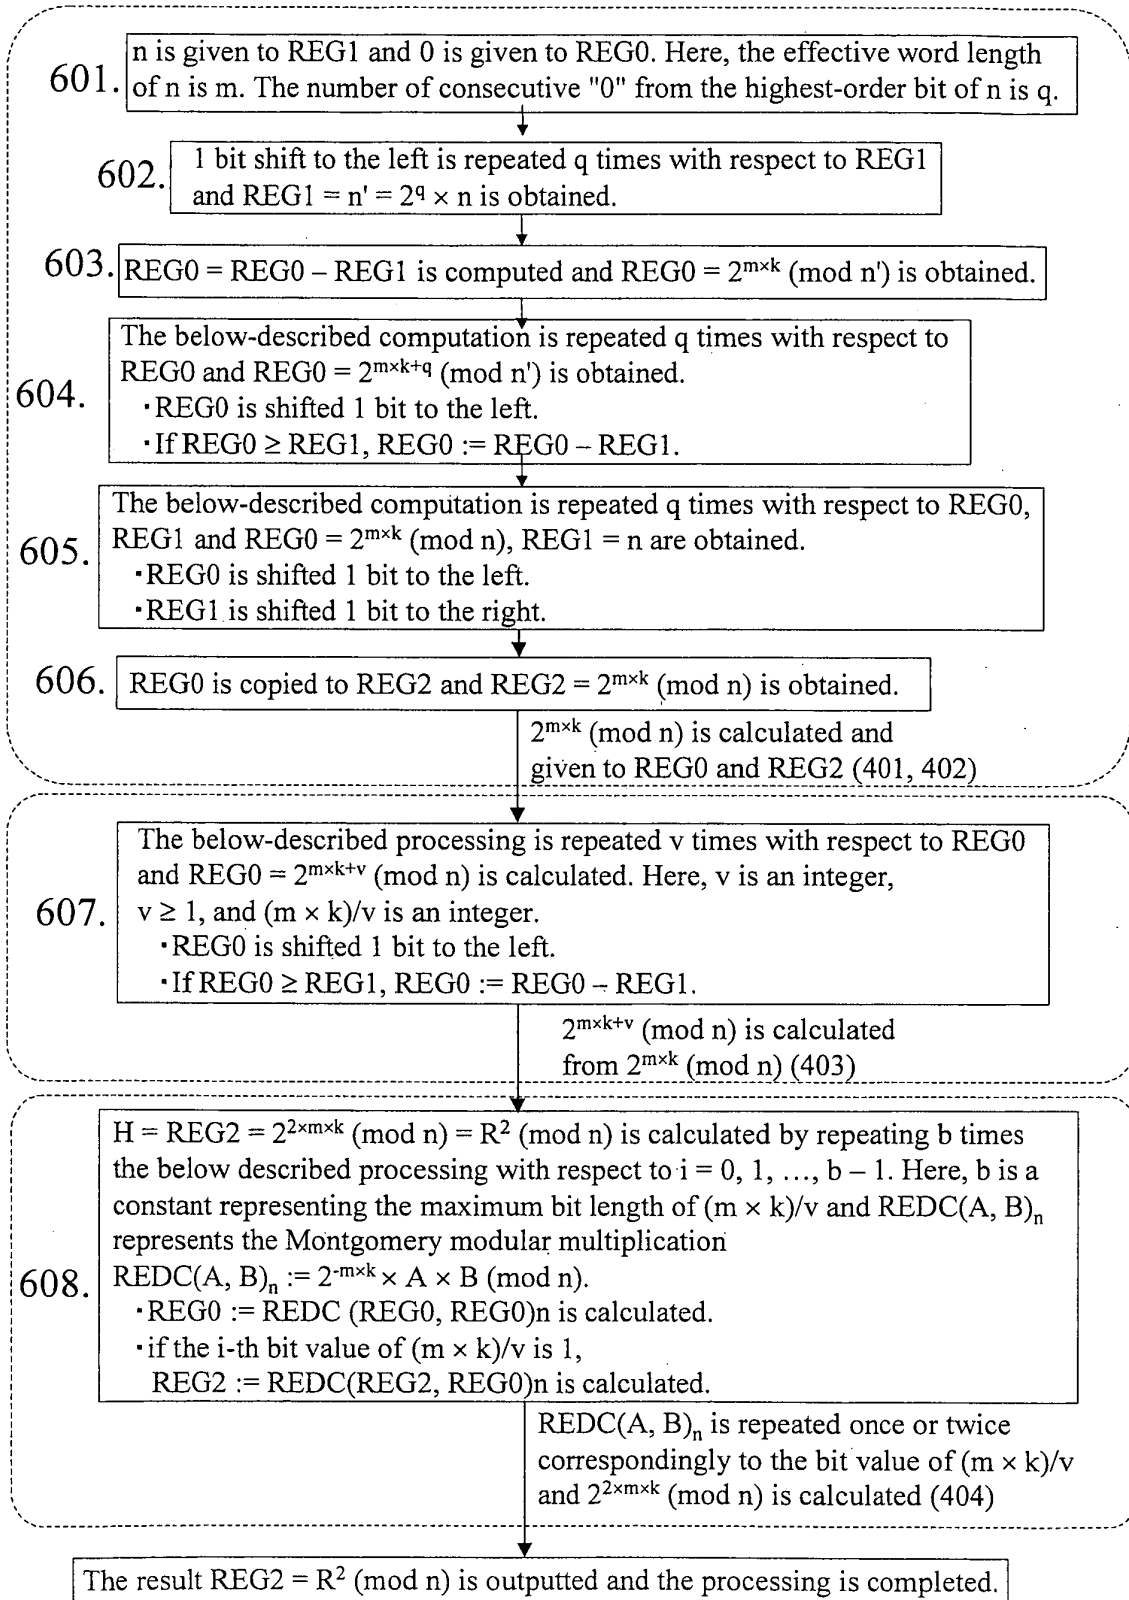 601. n is given to REG1 and 0 is given to REG0. Here, the effective word length
of n is m. The number of consecutive "0" from the highest-order bit of n is q.
602. 1 bit shift to the left is repeated q times with respect to REG1
and REG1 = n' = 2^q × n is obtained.
603. REG0 = REG0 – REG1 is computed and REG0 = 2^m×k (mod n') is obtained.
604. The below-described computation is repeated q times with respect to
REG0 and REG0 = 2^m×k+q (mod n') is obtained.
・REG0 is shifted 1 bit to the left.
・If REG0 ≥ REG1, REG0 := REG0 – REG1.
605. The below-described computation is repeated q times with respect to REG0,
REG1 and REG0 = 2^m×k (mod n), REG1 = n are obtained.
・REG0 is shifted 1 bit to the left.
・REG1 is shifted 1 bit to the right.
606. REG0 is copied to REG2 and REG2 = 2^m×k (mod n) is obtained.
2^m×k (mod n) is calculated and
given to REG0 and REG2 (401, 402)
607. The below-described processing is repeated v times with respect to REG0
and REG0 = 2^m×k+v (mod n) is calculated. Here, v is an integer,
v ≥ 1, and (m × k)/v is an integer.
・REG0 is shifted 1 bit to the left.
・If REG0 ≥ REG1, REG0 := REG0 – REG1.
2^m×k+v (mod n) is calculated
from 2^m×k (mod n) (403)
608. H = REG2 = 2^2×m×k (mod n) = R^2 (mod n) is calculated by repeating b times
the below described processing with respect to i = 0, 1, …, b – 1. Here, b is a
constant representing the maximum bit length of (m × k)/v and REDC(A, B)n
represents the Montgomery modular multiplication
REDC(A, B)n := 2^-m×k × A × B (mod n).
・REG0 := REDC (REG0, REG0)n is calculated.
・if the i-th bit value of (m × k)/v is 1,
REG2 := REDC(REG2, REG0)n is calculated.
REDC(A, B)n is repeated once or twice
correspondingly to the bit value of (m × k)/v
and 2^2×m×k (mod n) is calculated (404)
The result REG2 = R^2 (mod n) is outputted and the processing is completed.